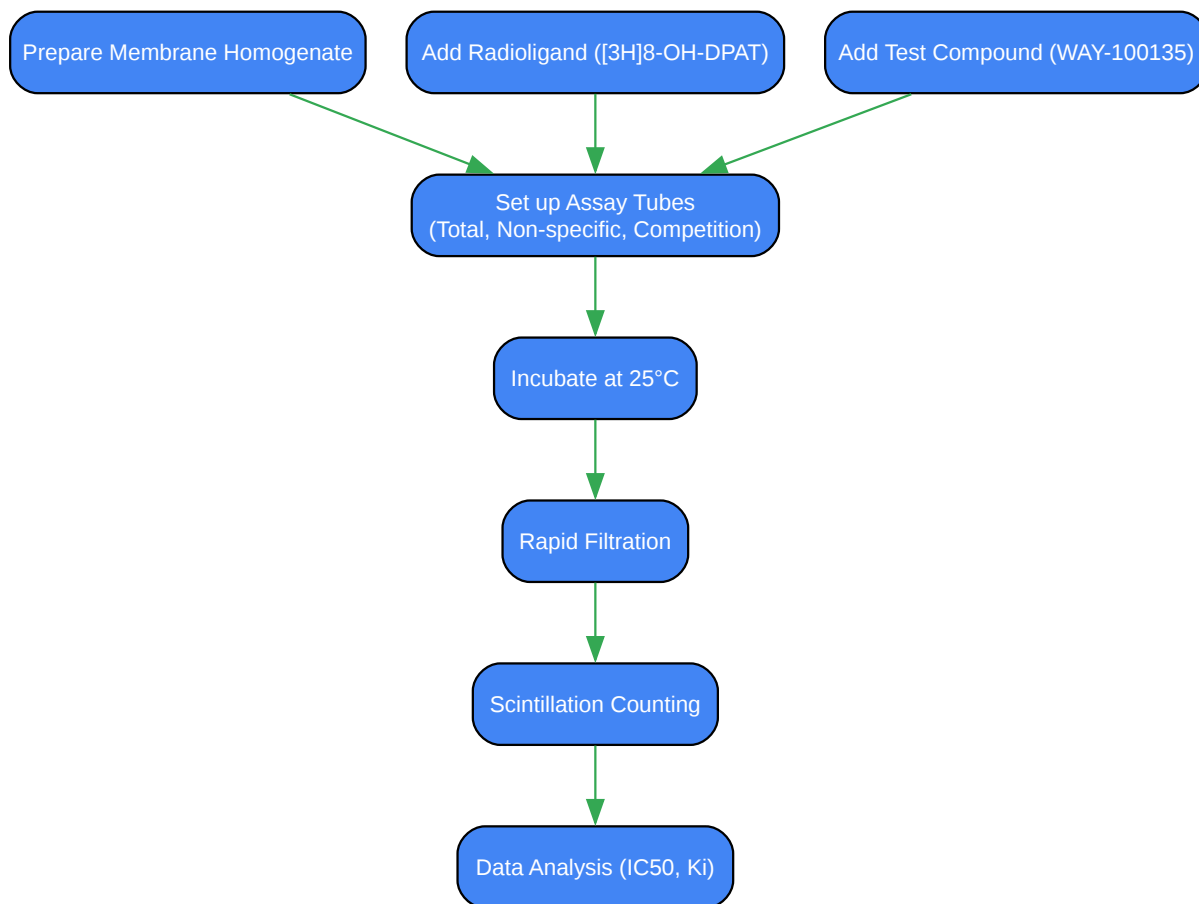 Prepare Membrane Homogenate
Add Radioligand ([3H]8-OH-DPAT)
Add Test Compound (WAY-100135)
Set up Assay Tubes
(Total, Non-specific, Competition)
Incubate at 25°C
Rapid Filtration
Scintillation Counting
Data Analysis (IC50, Ki)